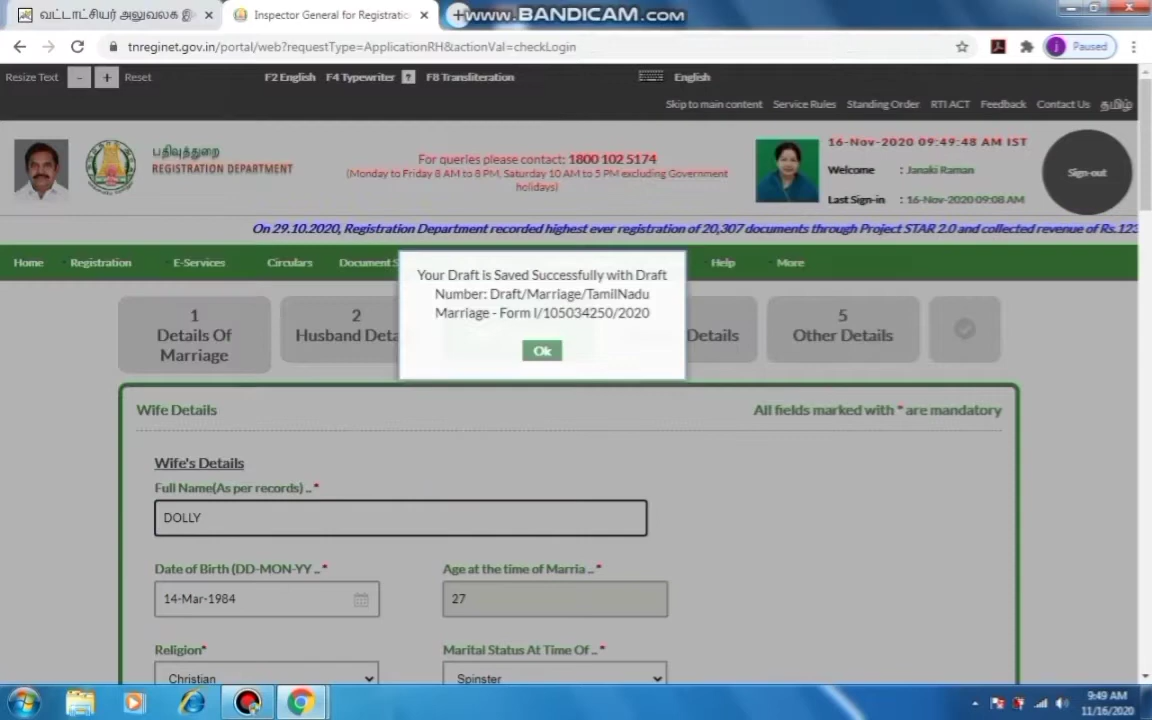 வட்டாட்சியர் அலுவலக இ
Inspector General for Registratio
www.BANDICAM.com
tnreginet.gov.in/portal/web?requestType=ApplicationRH&actionVal=checkLogin
Paused
Resize Text - + Reset
F2 English F4 Typewriter ? F8 Transliteration
English
Skip to main content Service Rules Standing Order RTI ACT Feedback Contact Us தமிழ்
பதிவுத்துறை
REGISTRATION DEPARTMENT
For queries please contact: 1800 102 5174
(Monday to Friday 8 AM to 8 PM, Saturday 10 AM to 5 PM excluding Government
holidays)
16-Nov-2020 09:49:48 AM IST
Welcome : Janaki Raman
Last Sign-in : 16-Nov-2020 09:08 AM
Sign-out
On 29.10.2020, Registration Department recorded highest ever registration of 20,307 documents through Project STAR 2.0 and collected revenue of Rs.123
Home Registration E-Services Circulars Document S Help More
Your Draft is Saved Successfully with Draft
Number: Draft/Marriage/TamilNadu
Marriage - Form I/105034250/2020
Ok
1
Details Of
Marriage
2
Husband Deta
Details
5
Other Details
Wife Details
All fields marked with * are mandatory
Wife's Details
Full Name(As per records) .. *
DOLLY
Date of Birth (DD-MON-YY .. *
Age at the time of Marria .. *
14-Mar-1984
27
Religion*
Marital Status At Time Of .. *
Christian
Spinster
9:49 AM
11/16/2020